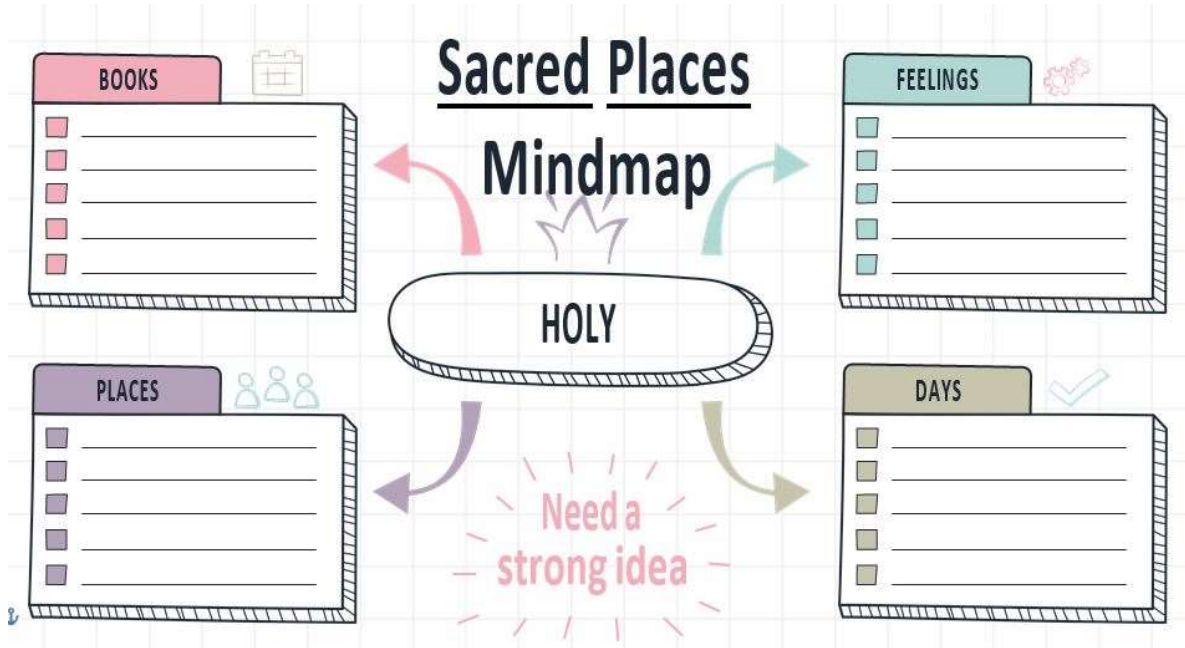 Sacred Places
Mindmap
BOOKS
FEELINGS
HOLY
PLACES
DAYS
Need a
strong idea